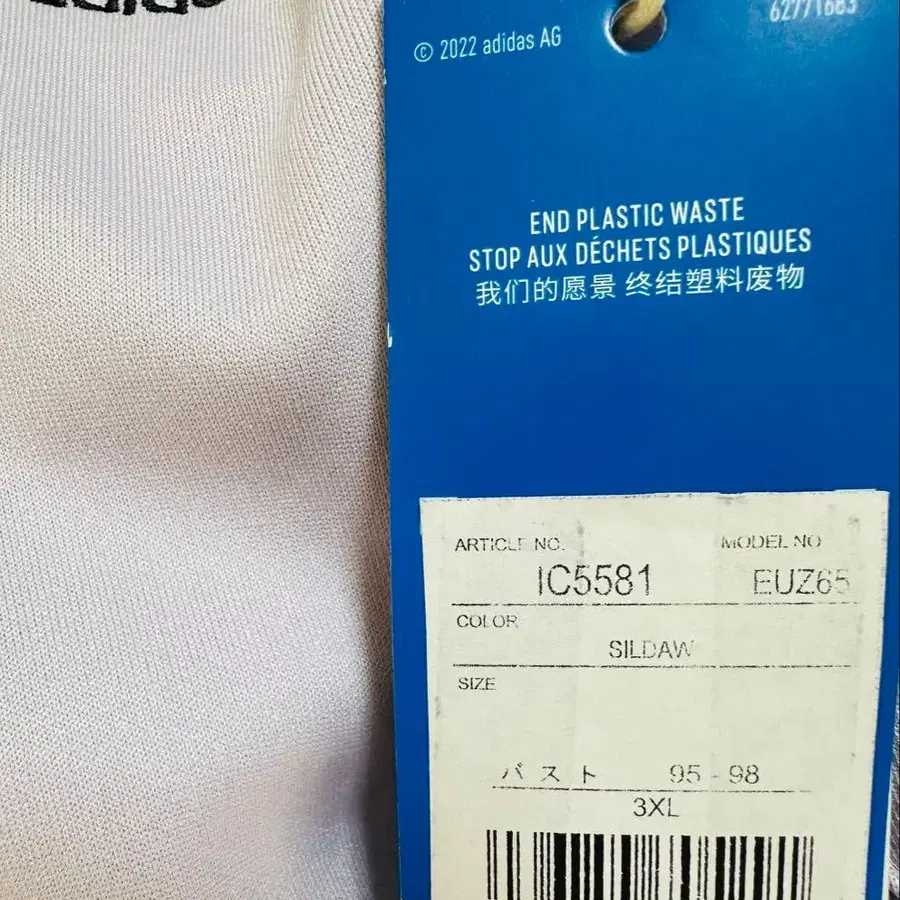 adidas
© 2022 adidas AG
62771683
END PLASTIC WASTE
STOP AUX DÉCHETS PLASTIQUES
我们的愿景 终结塑料废物
ARTICLE NO.
MODEL NO
IC5581
EUZ65
COLOR
SILDAW
SIZE
バスト 95 - 98
3XL